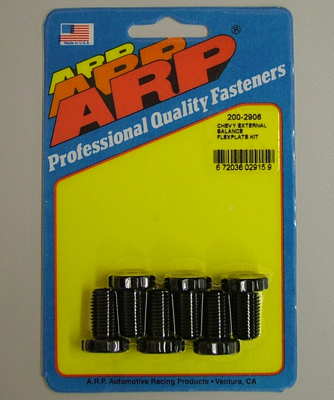 Made in U.S.A.
ARP
ARP
ARP
Professional Quality Fasteners
200-2906
CHEVY EXTERNAL
BALANCE
FLEXPLATE KIT
6 72036 02915 9
A.R.P. Automotive Racing Products • Ventura, CA